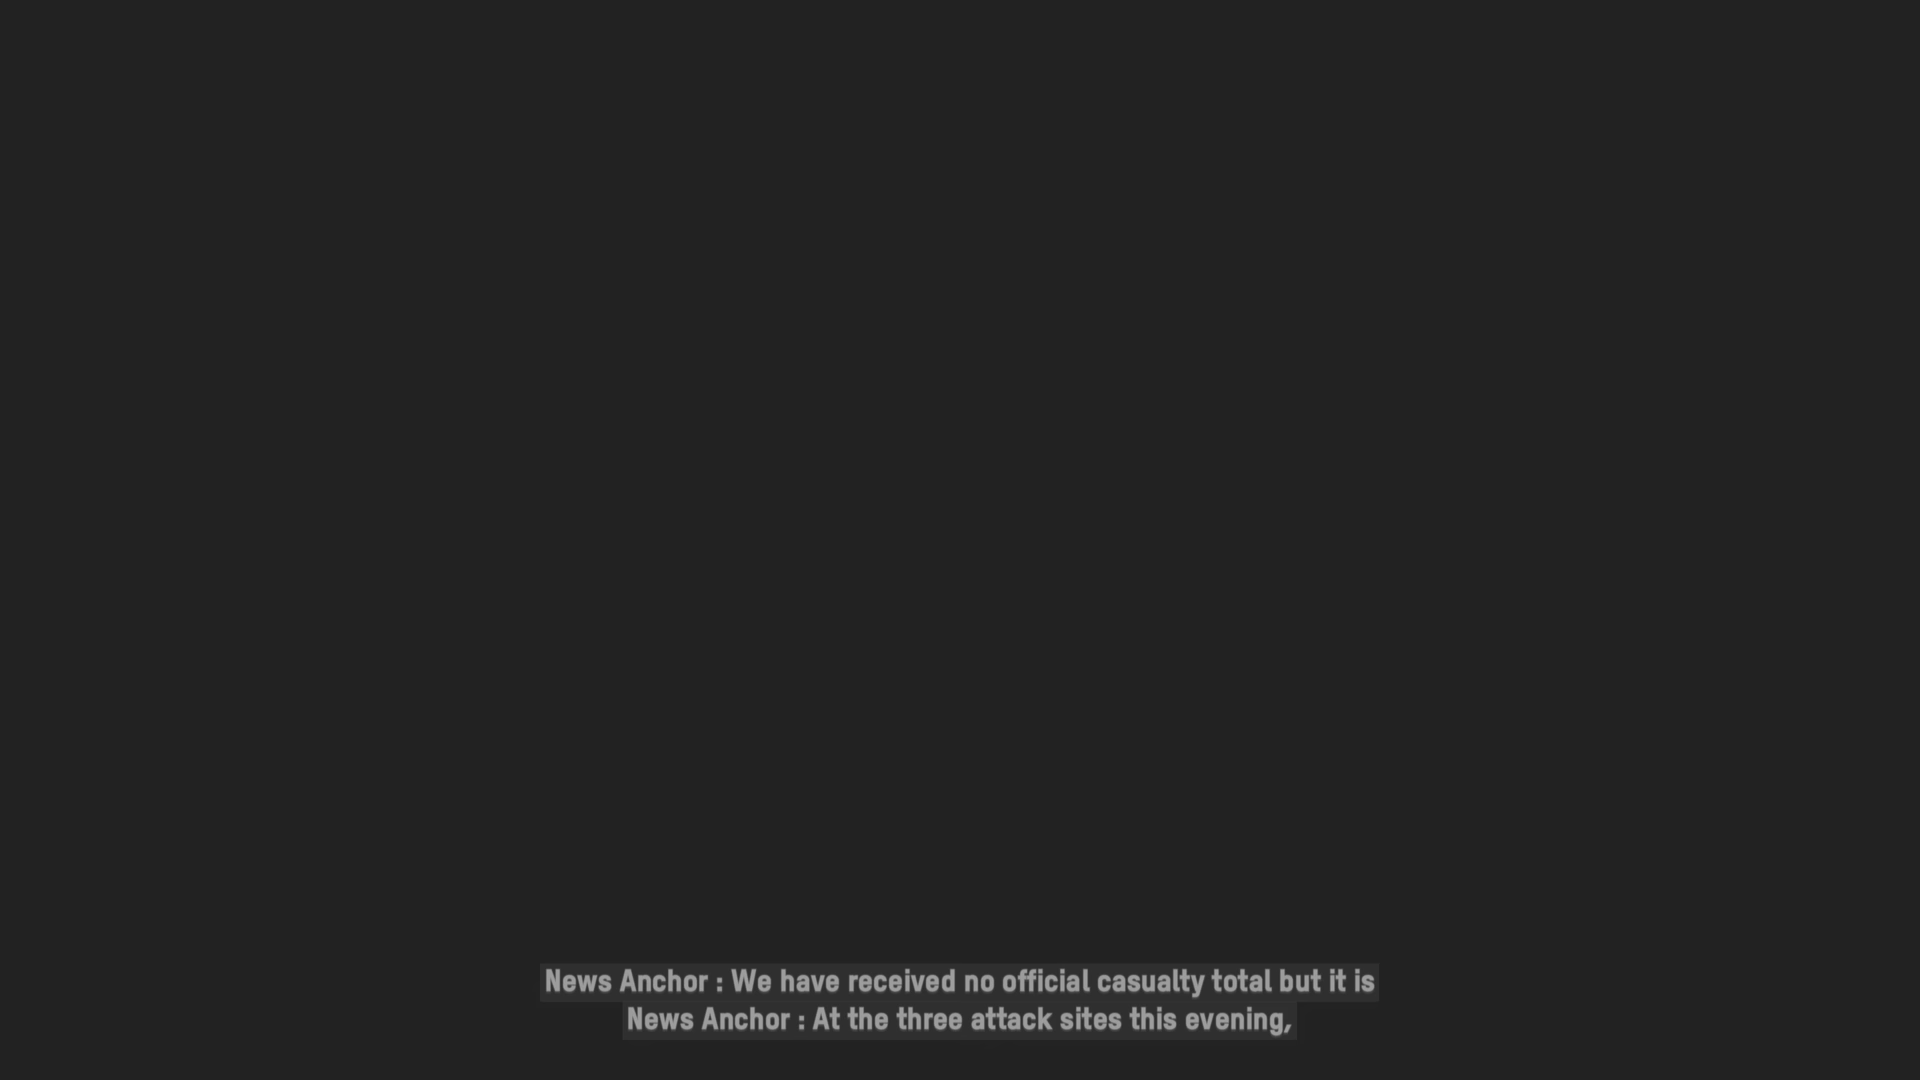 News Anchor : We have received no official casualty total but it is
News Anchor : At the three attack sites this evening,